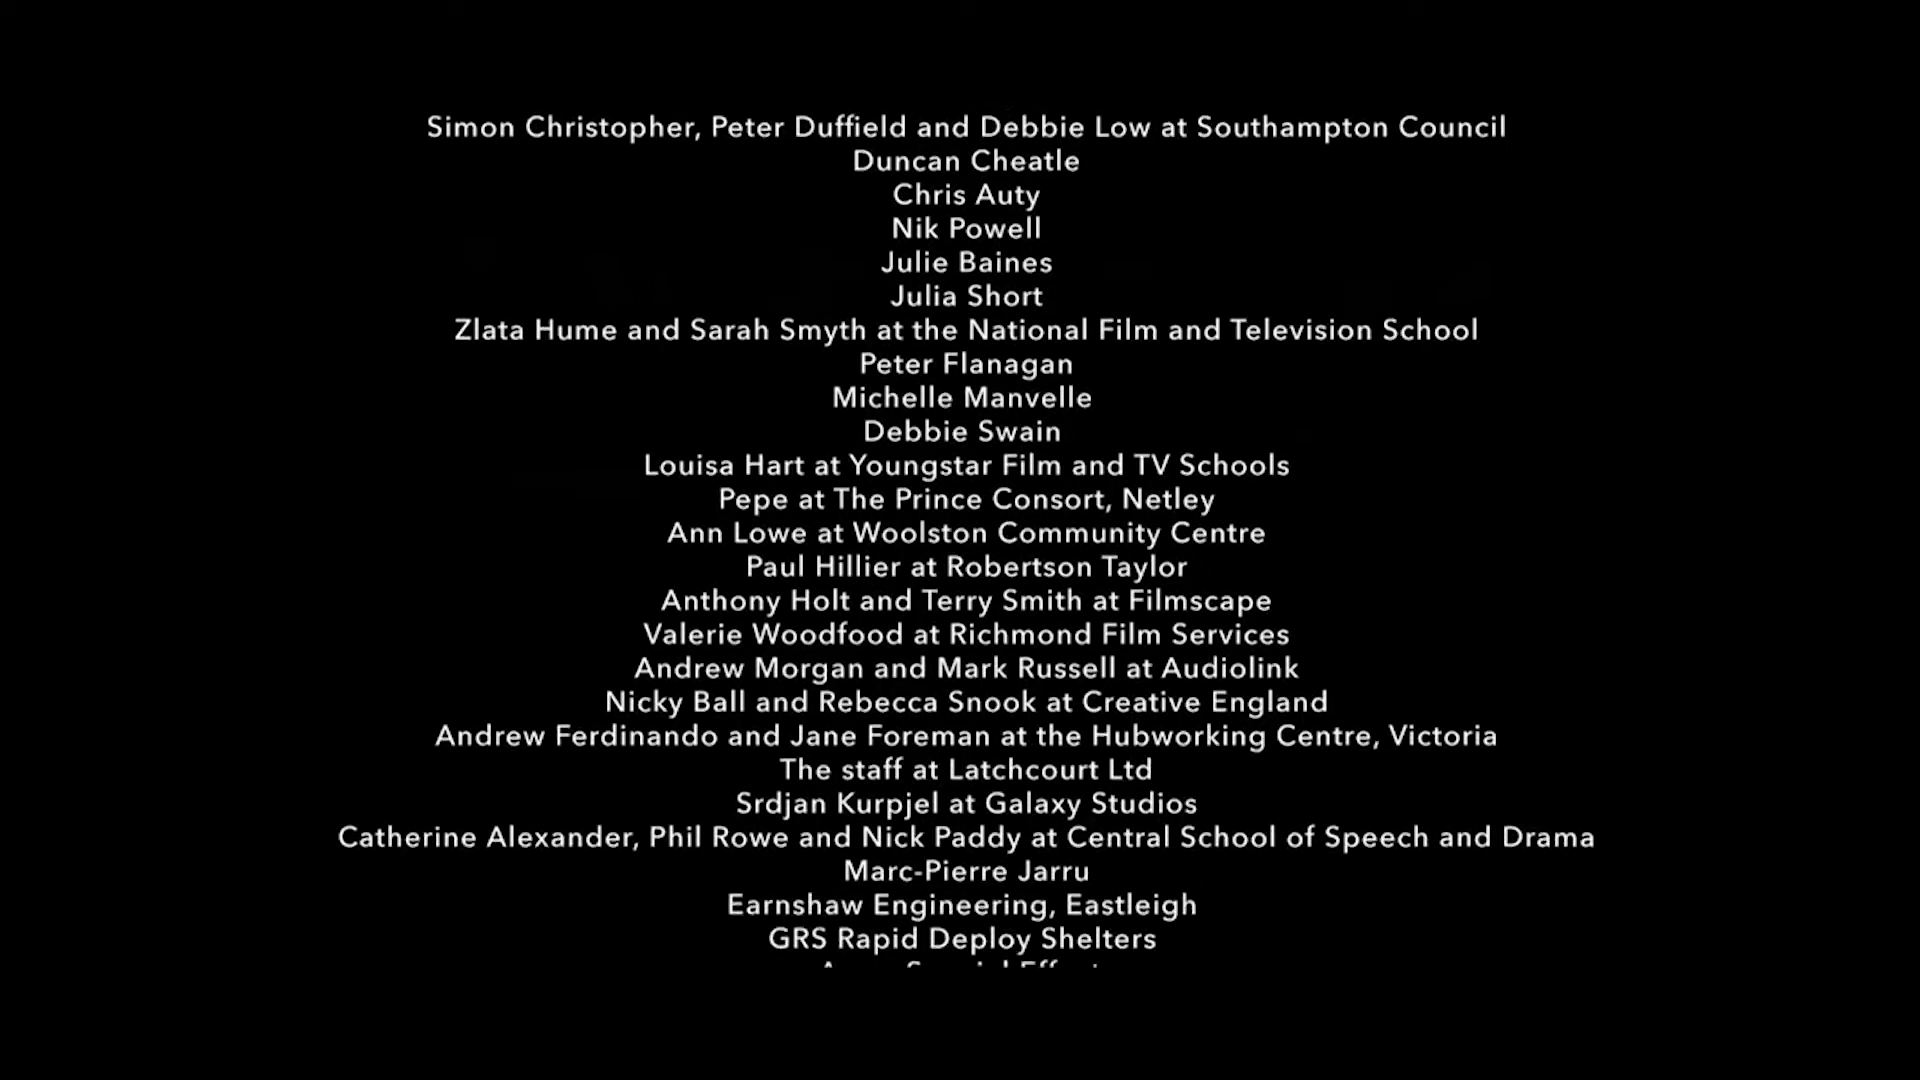 Simon Christopher, Peter Duffield and Debbie Low at Southampton Council
Duncan Cheatle
Chris Auty
Nik Powell
Julie Baines
Julia Short
Zlata Hume and Sarah Smyth at the National Film and Television School
Peter Flanagan
Michelle Manvelle
Debbie Swain
Louisa Hart at Youngstar Film and TV Schools
Pepe at The Prince Consort, Netley
Ann Lowe at Woolston Community Centre
Paul Hillier at Robertson Taylor
Anthony Holt and Terry Smith at Filmscape
Valerie Woodfood at Richmond Film Services
Andrew Morgan and Mark Russell at Audiolink
Nicky Ball and Rebecca Snook at Creative England
Andrew Ferdinando and Jane Foreman at the Hubworking Centre, Victoria
The staff at Latchcourt Ltd
Srdjan Kurpjel at Galaxy Studios
Catherine Alexander, Phil Rowe and Nick Paddy at Central School of Speech and Drama
Marc-Pierre Jarru
Earnshaw Engineering, Eastleigh
GRS Rapid Deploy Shelters